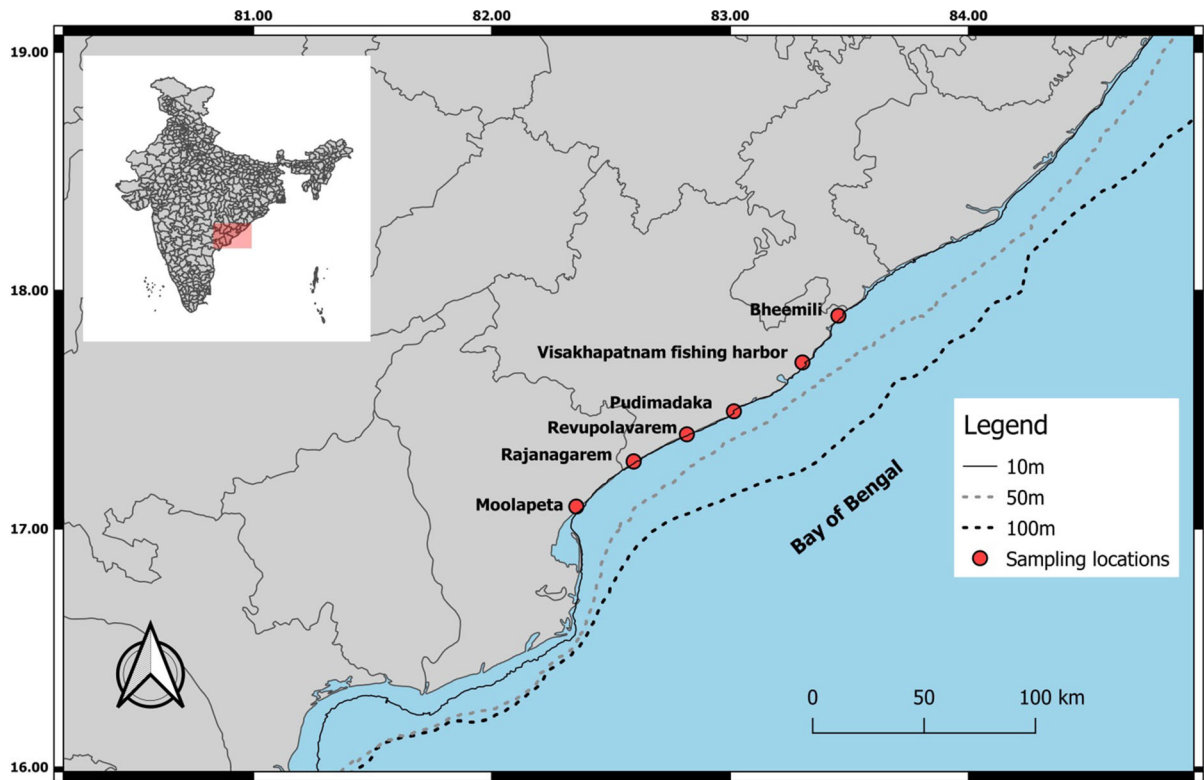 81.00 82.00 83.00 84.00
19.00
18.00
17.00
16.00
Bheemili
Visakhapatnam fishing harbor
Pudimadaka
Revupolavarem
Rajanagarem
Moolapeta
Bay of Bengal
Legend
10m
50m
100m
Sampling locations
0 50 100 km